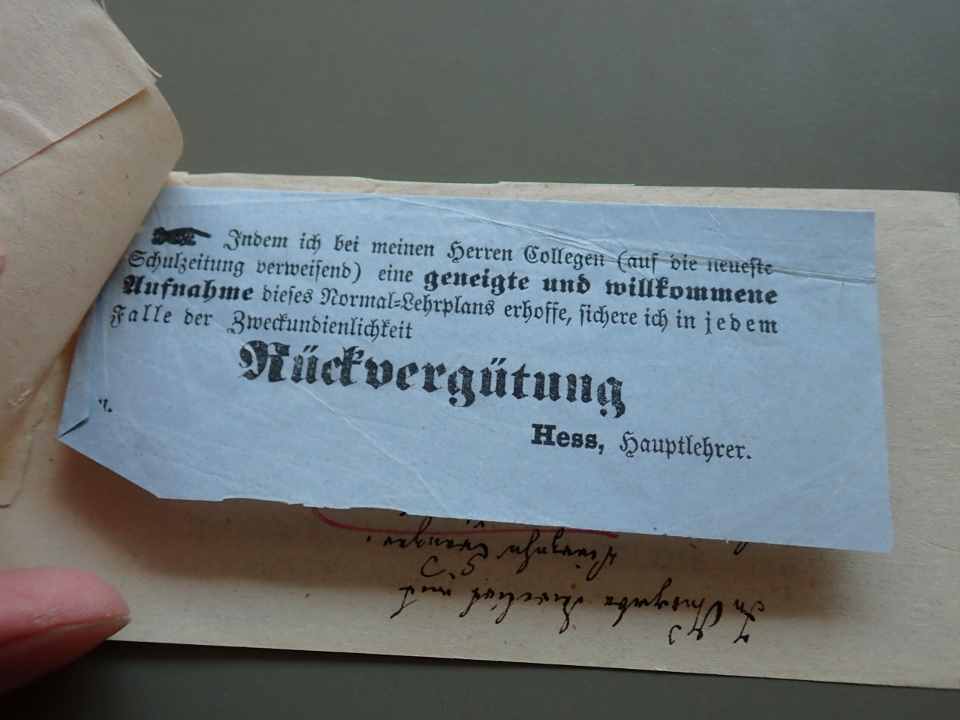 Indem ich bei meinen Herren Collegen (auf die neueste
Schulzeitung verweisend) eine geneigte und willkommene
Aufnahme dieses Normal-Lehrplans erhoffe, sichere ich in jedem
Falle der Zweckundienlichkeit
Rückvergütung
Hess, Hauptlehrer.